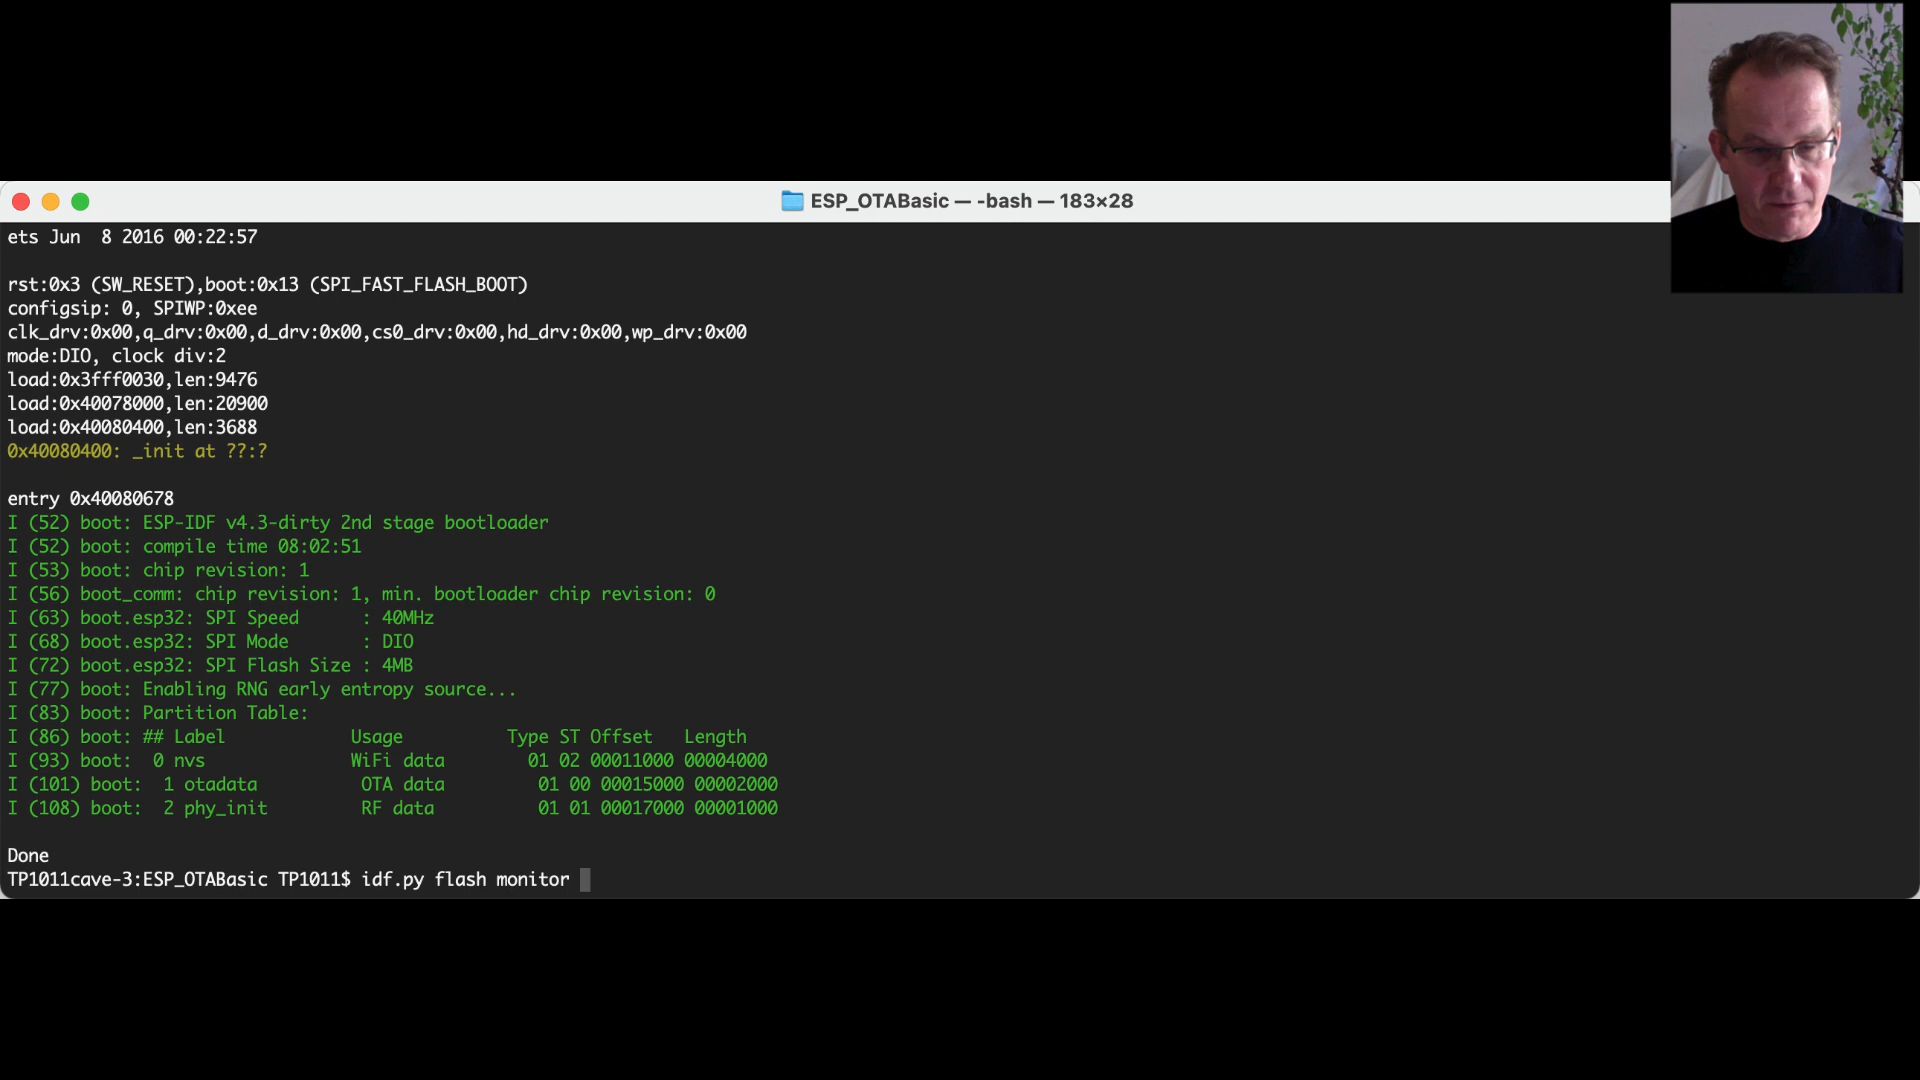 ESP_OTABasic — -bash — 183×28
ets Jun  8 2016 00:22:57
rst:0x3 (SW_RESET),boot:0x13 (SPI_FAST_FLASH_BOOT)
configsip: 0, SPIWP:0xee
clk_drv:0x00,q_drv:0x00,d_drv:0x00,cs0_drv:0x00,hd_drv:0x00,wp_drv:0x00
mode:DIO, clock div:2
load:0x3fff0030,len:9476
load:0x40078000,len:20900
load:0x40080400,len:3688
0x40080400: _init at ??:?
entry 0x40080678
I (52) boot: ESP-IDF v4.3-dirty 2nd stage bootloader
I (52) boot: compile time 08:02:51
I (53) boot: chip revision: 1
I (56) boot_comm: chip revision: 1, min. bootloader chip revision: 0
I (63) boot.esp32: SPI Speed      : 40MHz
I (68) boot.esp32: SPI Mode       : DIO
I (72) boot.esp32: SPI Flash Size : 4MB
I (77) boot: Enabling RNG early entropy source...
I (83) boot: Partition Table:
I (86) boot: ## Label            Usage          Type ST Offset   Length
I (93) boot:  0 nvs              WiFi data        01 02 00011000 00004000
I (101) boot:  1 otadata          OTA data         01 00 00015000 00002000
I (108) boot:  2 phy_init         RF data          01 01 00017000 00001000
Done
TP1011cave-3:ESP_OTABasic TP1011$ idf.py flash monitor